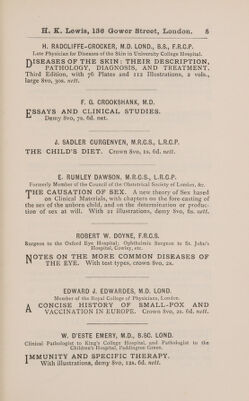 H. K. Lewis, 136 Gower Street, London. 5
H. RADCLIFFE-CROCKER, M.D. LOND., B.S., F.R.C.P.
Late Physician for Diseases of the Skin in University College Hospital.
DISEASES OF THE SKIN: THEIR DESCRIPTION,
PATHOLOGY, DIAGNOSIS, AND TREATMENT.
Third Edition, with 76 Plates and 112 Illustrations, 2 vols.,
large 8vo, 30s. nett.
F. G. CROOKSHANK, M.D.
ESSAYS AND CLINICAL STUDIES.
Demy 8vo, 7s. 6d. net.
J. SADLER CURGENVEN, M.R.C.S., L.R.C.P.
THE CHILD'S DIET. Crown 8vo, 1s. 6d. nett.
E. RUMLEY DAWSON, M.R.C.S., L.R.C.P.
Formerly Member of the Council of the Obstetrical Society of London, &c.
THE CAUSATION OF SEX. A new theory of Sex based
on Clinical Materials, with chapters on the fore-casting of
the sex of the unborn child, and on the determination or produc-
tion of sex at will. With 21 illustrations, demy 8vo, 6s. nett.
ROBERT W. DOYNE, F.R.C.S.
Surgeon to the Oxford Eye Hospital; Ophthalmic Surgeon to St. John's
Hospital, Cowley, etc.
NOTES ON THE MORE COMMON DISEASES OF
THE EYE. With test types, crown 8vo, 2s.
EDWARD J. EDWARDES, M.D. LOND.
Member of the Royal College of Physicians, London.
A CONCISE HISTORY OF SMALL-POX AND
VACCINATION IN EUROPE. Crown 8vo, 2s. 6d. nett.
W. D'ESTE EMERY, M.D., B.SC. LOND.
Clinical Pathologist to King's College Hospital, and Pathologist to the
Children's Hospital, Paddington Green.
IMMUNITY AND SPECIFIC THERAPY.
With illustrations, demy 8vo, 12s. 6d. nett.